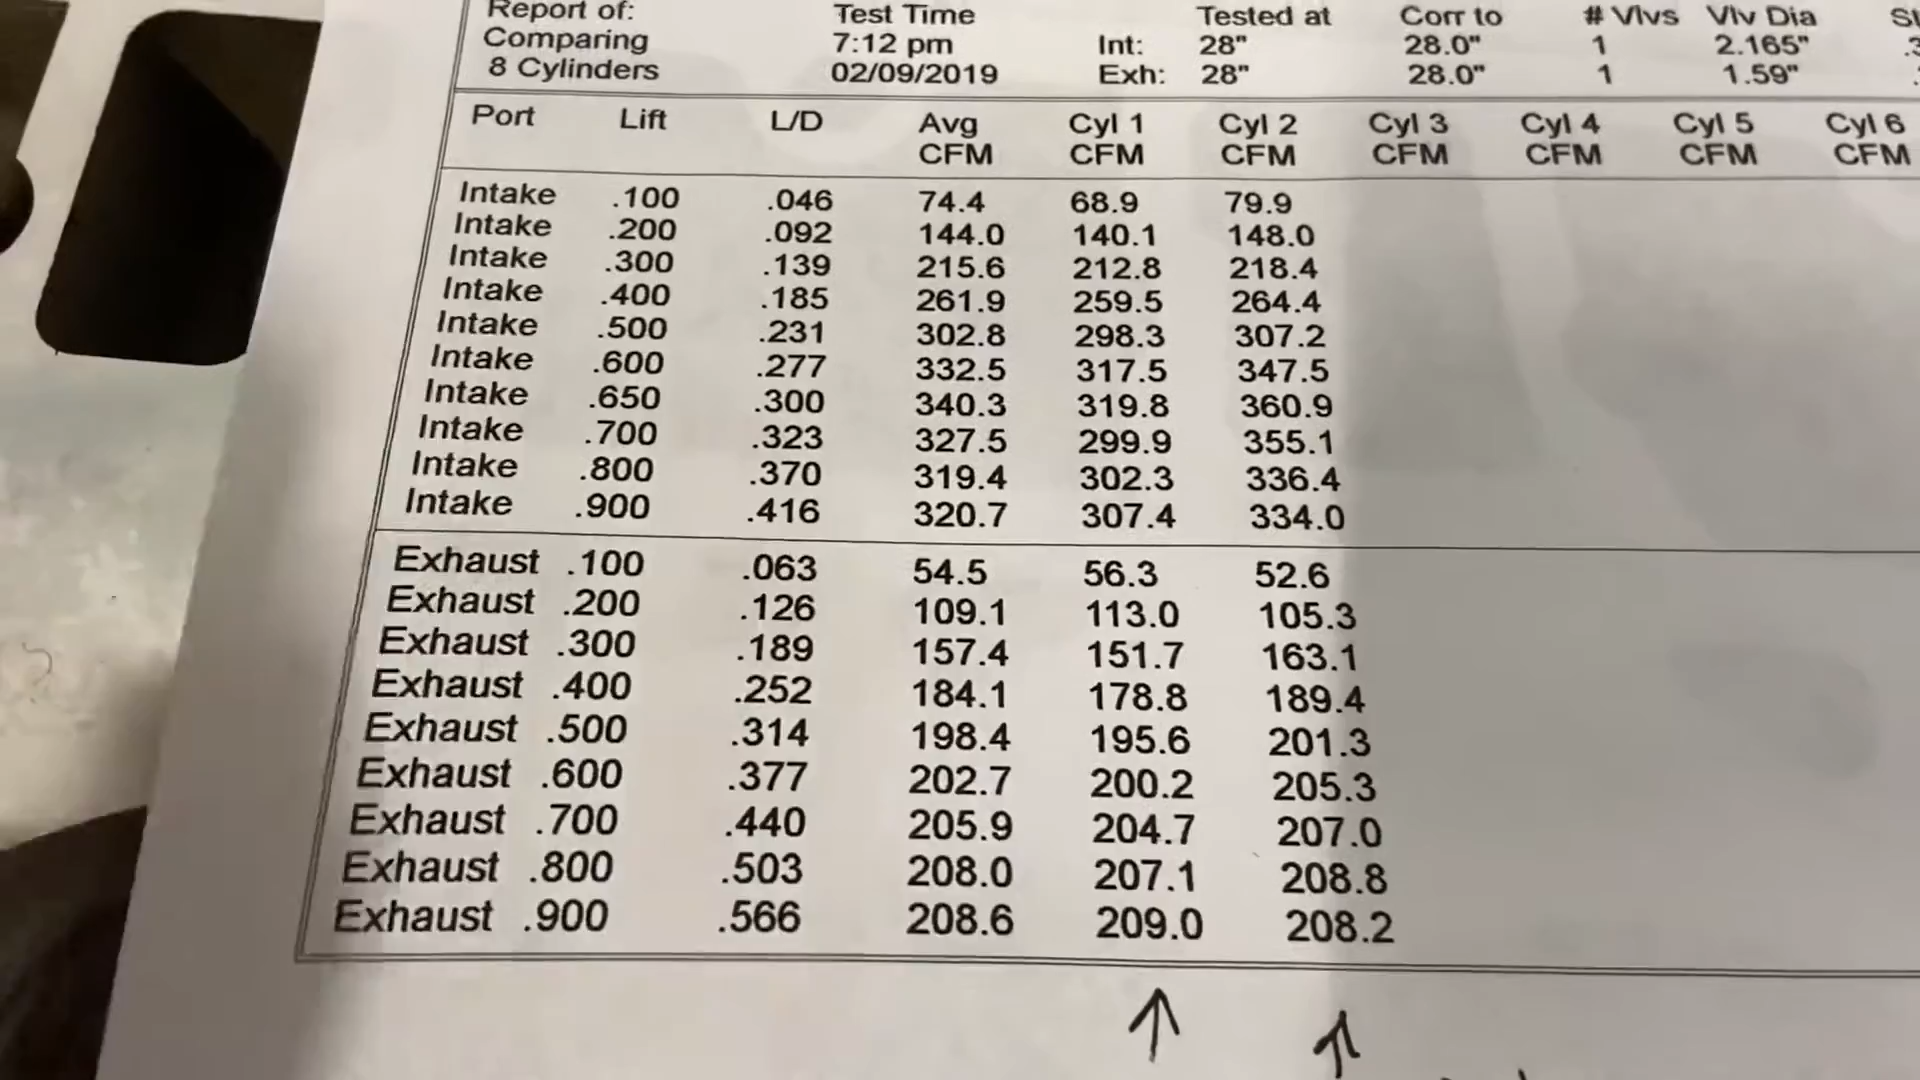 Report of: Test Time Tested at Corr to # Vlvs Vlv Dia
Comparing 7:12 pm Int: 28" 28.0" 1 2.165"
8 Cylinders 02/09/2019 Exh: 28" 28.0" 1 1.59"
Port Lift L/D Avg CFM Cyl 1 CFM Cyl 2 CFM Cyl 3 CFM Cyl 4 CFM Cyl 5 CFM Cyl 6 CFM
Intake .100 .046 74.4 68.9 79.9
Intake .200 .092 144.0 140.1 148.0
Intake .300 .139 215.6 212.8 218.4
Intake .400 .185 261.9 259.5 264.4
Intake .500 .231 302.8 298.3 307.2
Intake .600 .277 332.5 317.5 347.5
Intake .650 .300 340.3 319.8 360.9
Intake .700 .323 327.5 299.9 355.1
Intake .800 .370 319.4 302.3 336.4
Intake .900 .416 320.7 307.4 334.0
Exhaust .100 .063 54.5 56.3 52.6
Exhaust .200 .126 109.1 113.0 105.3
Exhaust .300 .189 157.4 151.7 163.1
Exhaust .400 .252 184.1 178.8 189.4
Exhaust .500 .314 198.4 195.6 201.3
Exhaust .600 .377 202.7 200.2 205.3
Exhaust .700 .440 205.9 204.7 207.0
Exhaust .800 .503 208.0 207.1 208.8
Exhaust .900 .566 208.6 209.0 208.2